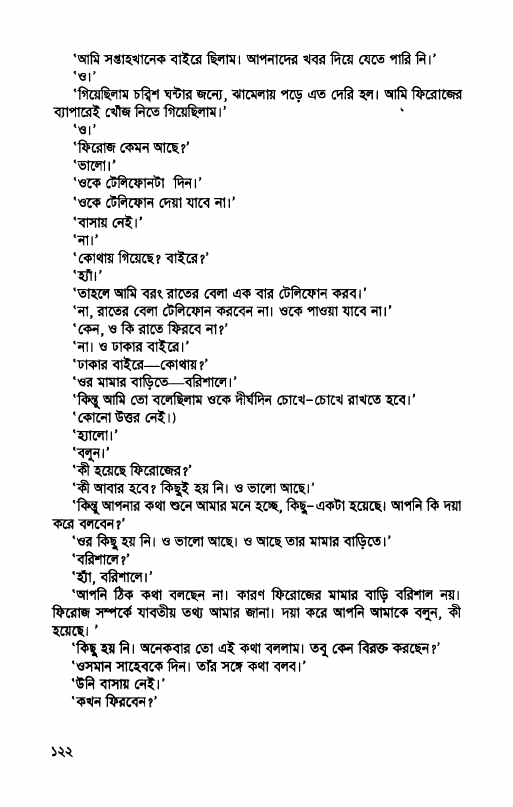 ‘আমি সপ্তাহখানেক বাইরে ছিলাম। আপনাদের খবর দিয়ে যেতে পারি নি।’
‘ও।’
‘গিয়েছিলাম চব্বিশ ঘন্টার জন্যে, ঝামেলায় পড়ে এত দেরি হল। আমি ফিরোজের
ব্যাপারেই খোঁজ নিতে গিয়েছিলাম।’
‘ও।’
‘ফিরোজ কেমন আছে?’
‘ভালো।’
‘ওকে টেলিফোনটা দিন।’
‘ওকে টেলিফোন দেয়া যাবে না।’
‘বাসায় নেই।’
‘না।’
‘কোথায় গিয়েছে? বাইরে?’
‘হ্যাঁ।’
‘তাহলে আমি বরং রাতের বেলা এক বার টেলিফোন করব।’
‘না, রাতের বেলা টেলিফোন করবেন না। ওকে পাওয়া যাবে না।’
‘কেন, ও কি রাতে ফিরবে না?’
‘না। ও ঢাকার বাইরে।’
‘ঢাকার বাইরে—কোথায়?’
‘ওর মামার বাড়িতে—বরিশালে।’
‘কিন্তু আমি তো বলেছিলাম ওকে দীর্ঘদিন চোখে-চোখে রাখতে হবে।’
‘কোনো উত্তর নেই।)
‘হ্যালো।’
‘বলুন।’
‘কী হয়েছে ফিরোজের?’
‘কী আবার হবে? কিছুই হয় নি। ও ভালো আছে।’
‘কিন্তু আপনার কথা শুনে আমার মনে হচ্ছে, কিছু-একটা হয়েছে। আপনি কি দয়া
করে বলবেন?’
‘ওর কিছু হয় নি। ও ভালো আছে। ও আছে তার মামার বাড়িতে।’
‘বরিশালে?’
‘হ্যাঁ, বরিশালে।’
‘আপনি ঠিক কথা বলছেন না। কারণ ফিরোজের মামার বাড়ি বরিশাল নয়।
ফিরোজ সম্পর্কে যাবতীয় তথ্য আমার জানা। দয়া করে আপনি আমাকে বলুন, কী
হয়েছে। ’
‘কিছু হয় নি। অনেকবার তো এই কথা বললাম। তবু কেন বিরক্ত করছেন?’
‘ওসমান সাহেবকে দিন। তাঁর সঙ্গে কথা বলব।’
‘উনি বাসায় নেই।’
‘কখন ফিরবেন?’
১২২